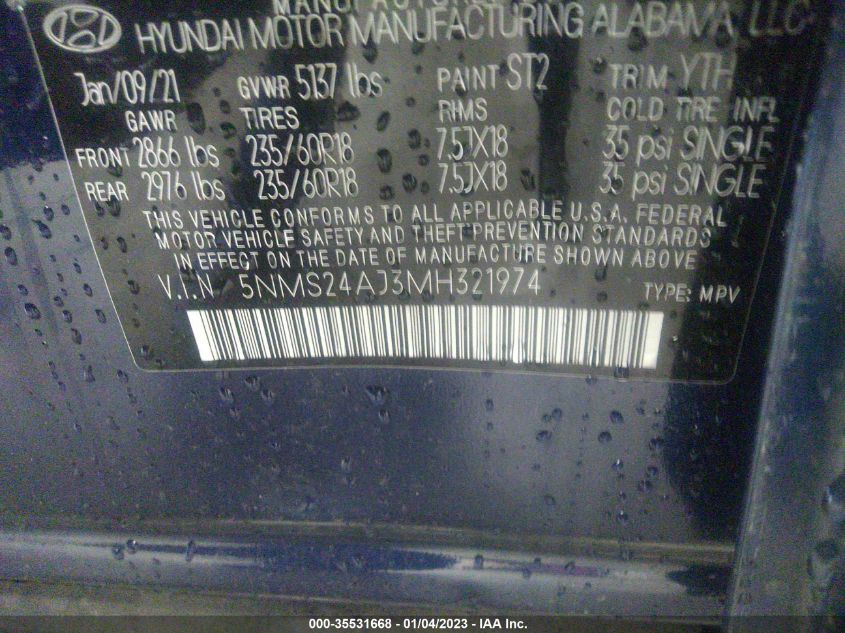 MANUFACTURED
HYUNDAI MOTOR MANUFACTURING ALABAMA, LLC
Jan/09/21 GVWR 5137 lbs PAINT ST2 TRIM YTH
GAWR TIRES RIMS COLD TIRE INFL
FRONT 2866 lbs 235/60R18 7.5JX18 35 psi SINGLE
REAR 2976 lbs 235/60R18 7.5JX18 35 psi SINGLE
THIS VEHICLE CONFORMS TO ALL APPLICABLE U.S.A. FEDERAL
MOTOR VEHICLE SAFETY AND THEFT PREVENTION STANDARDS
IN EFFECT ON THE DATE OF MANUFACTURE SHOWN ABOVE
V.I.N 5NMS24AJ3MH321974 TYPE: MPV
000-35531668 - 01/04/2023 - IAA Inc.